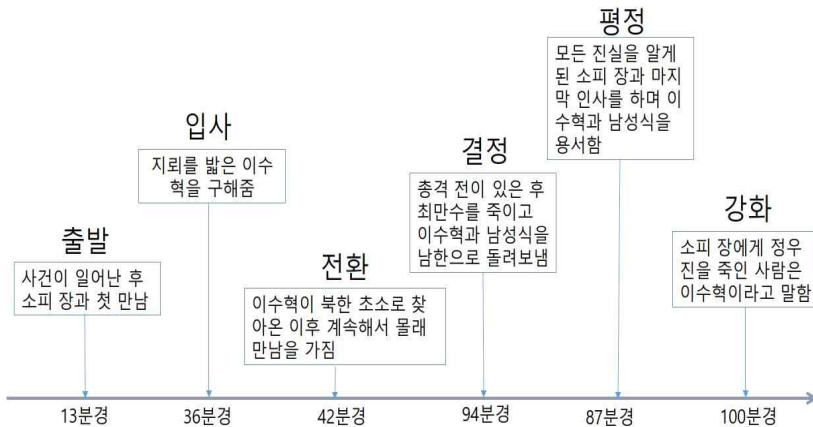 출발
사건이 일어난 후
소피 장과 첫 만남
13분경
입사
지뢰를 밟은 이수
혁을 구해줌
36분경
전환
이수혁이 북한 초소로 찾
아온 이후 계속해서 몰래
만남을 가짐
42분경
결정
총격 전이 있은 후
최만수를 죽이고
이수혁과 남성식을
남한으로 돌려보냄
94분경
평정
모든 진실을 알게
된 소피 장과 마지
막 인사를 하며 이
수혁과 남성식을
용서함
87분경
강화
소피 장에게 정우
진을 죽인 사람은
이수혁이라고 말함
100분경